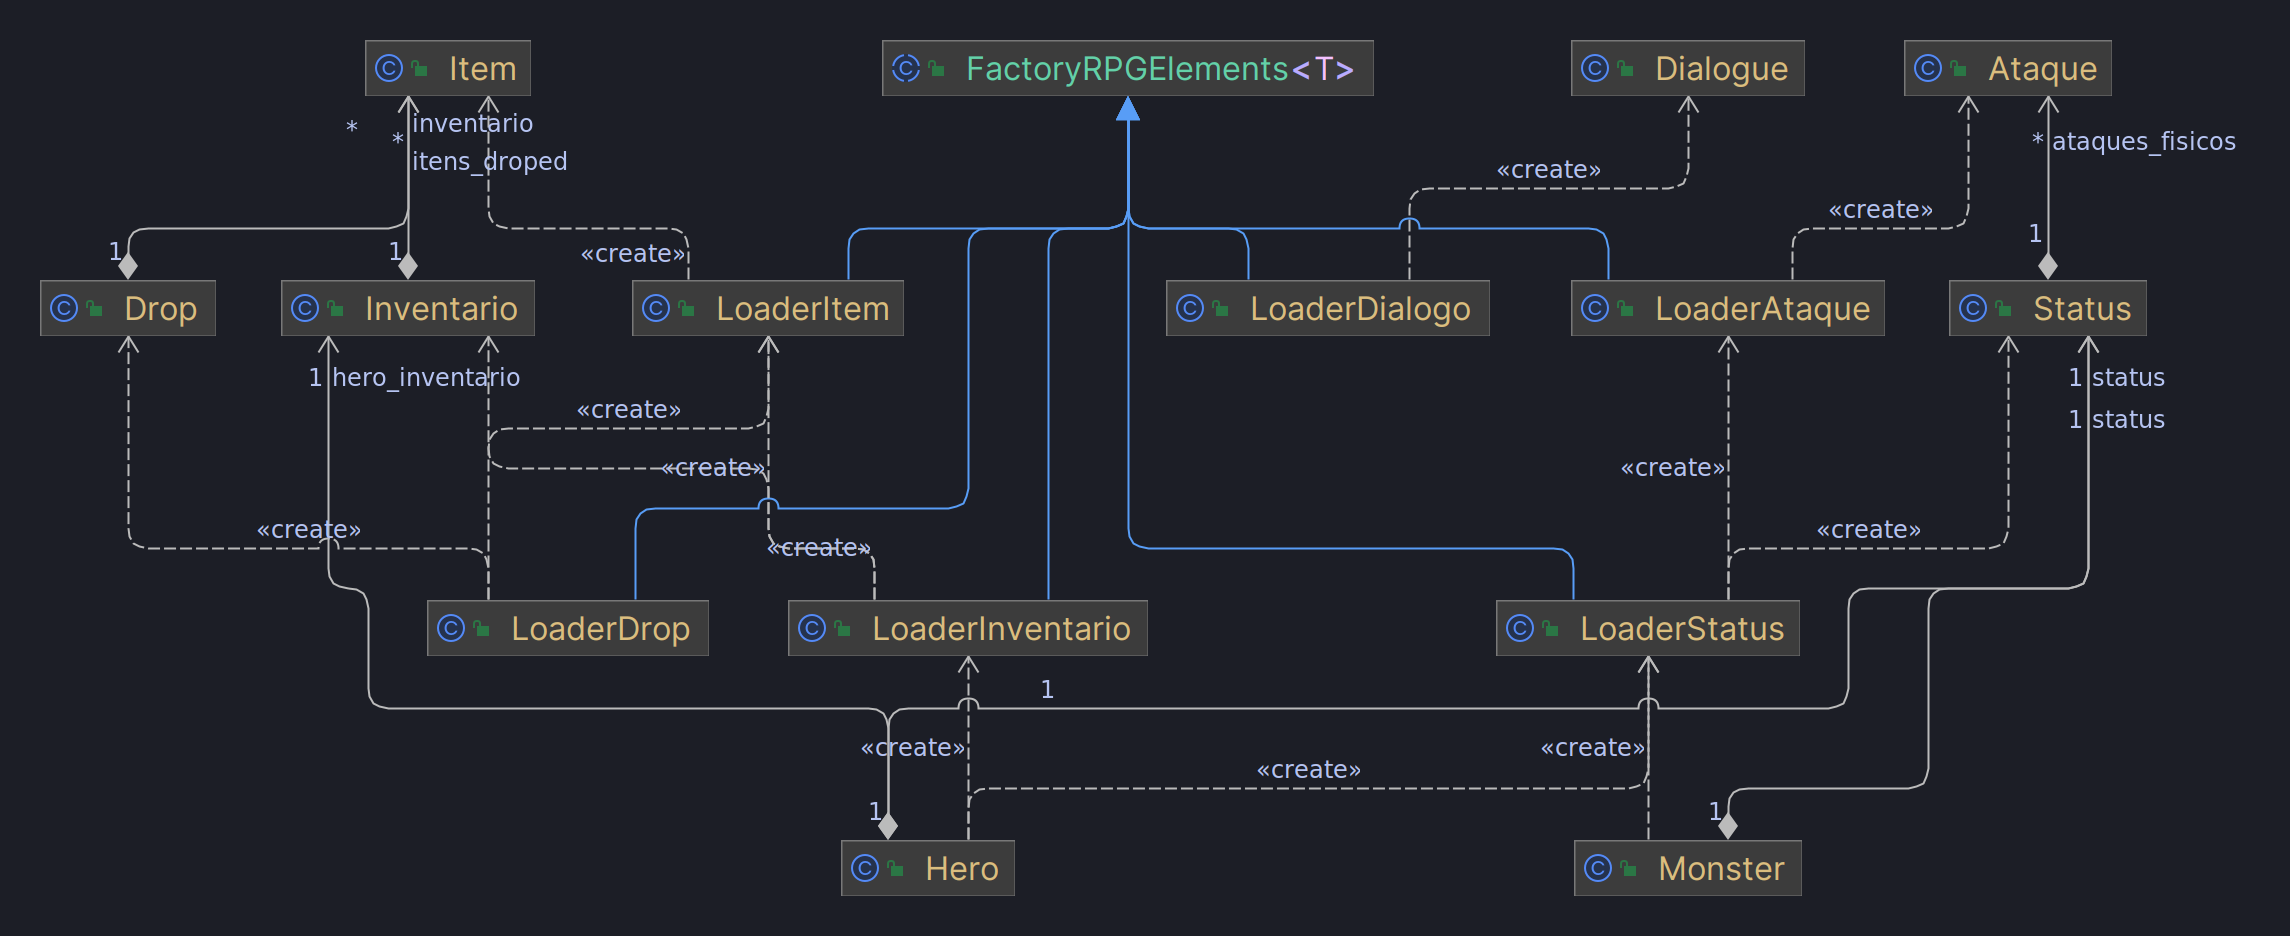 Item
FactoryRPGElements<T>
Dialogue
Ataque
*
* inventario
itens_droped
* ataques_fisicos
«create»
«create»
1
1
«create»
1
Drop
Inventario
LoaderItem
LoaderDialogo
LoaderAtaque
Status
1 hero_inventario
1 status
«create»
1 status
«create»
«create»
«create»
«create»
«create»
LoaderDrop
LoaderInventario
LoaderStatus
1
«create»
«create»
«create»
1
1
Hero
Monster